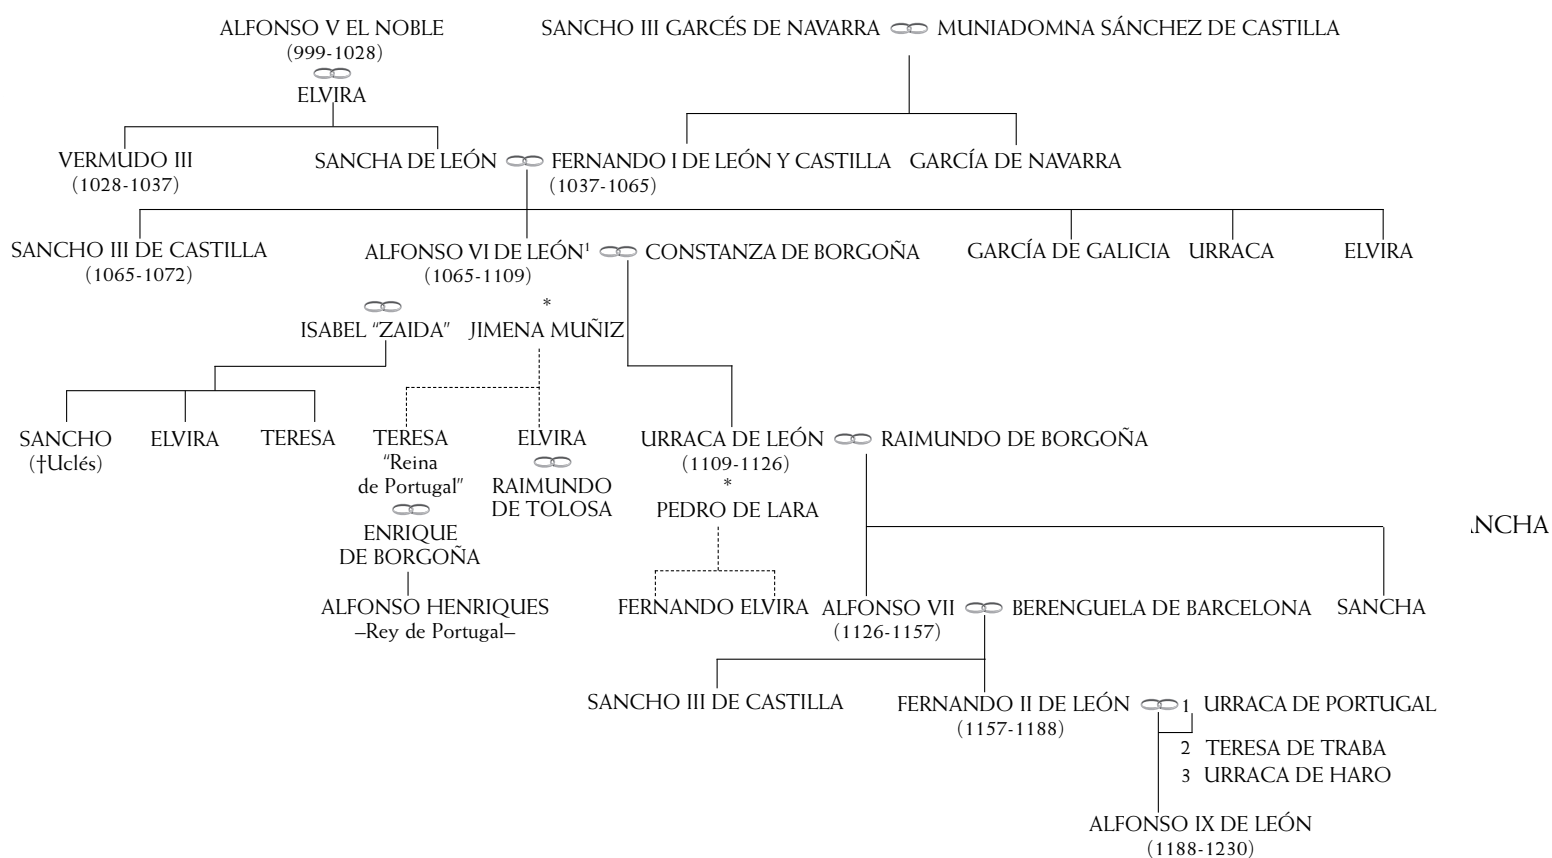 ALFONSO V EL NOBLE
(999-1028)
ELVIRA
SANCHO III GARCÉS DE NAVARRA MUNIADOMNA SÁNCHEZ DE CASTILLA
VERMUDO III
(1028-1037)
SANCHA DE LEÓN FERNANDO I DE LEÓN Y CASTILLA
(1037-1065)
GARCÍA DE NAVARRA
SANCHO III DE CASTILLA
(1065-1072)
ALFONSO VI DE LEÓN¹ CONSTANZA DE BORGOÑA
(1065-1109)
GARCÍA DE GALICIA
URRACA
ELVIRA
ISABEL “ZAIDA”
*
JIMENA MUÑIZ
SANCHO
(†Uclés)
ELVIRA
TERESA
TERESA
“Reina
de Portugal”
ENRIQUE
DE BORGOÑA
ELVIRA
RAIMUNDO
DE TOLOSA
URRACA DE LEÓN RAIMUNDO DE BORGOÑA
(1109-1126)
*
PEDRO DE LARA
NCHA
ALFONSO HENRIQUES
–Rey de Portugal–
FERNANDO ELVIRA
ALFONSO VII BERENGUELA DE BARCELONA
(1126-1157)
SANCHA
SANCHO III DE CASTILLA
FERNANDO II DE LEÓN 1 URRACA DE PORTUGAL
(1157-1188)
2 TERESA DE TRABA
3 URRACA DE HARO
ALFONSO IX DE LEÓN
(1188-1230)